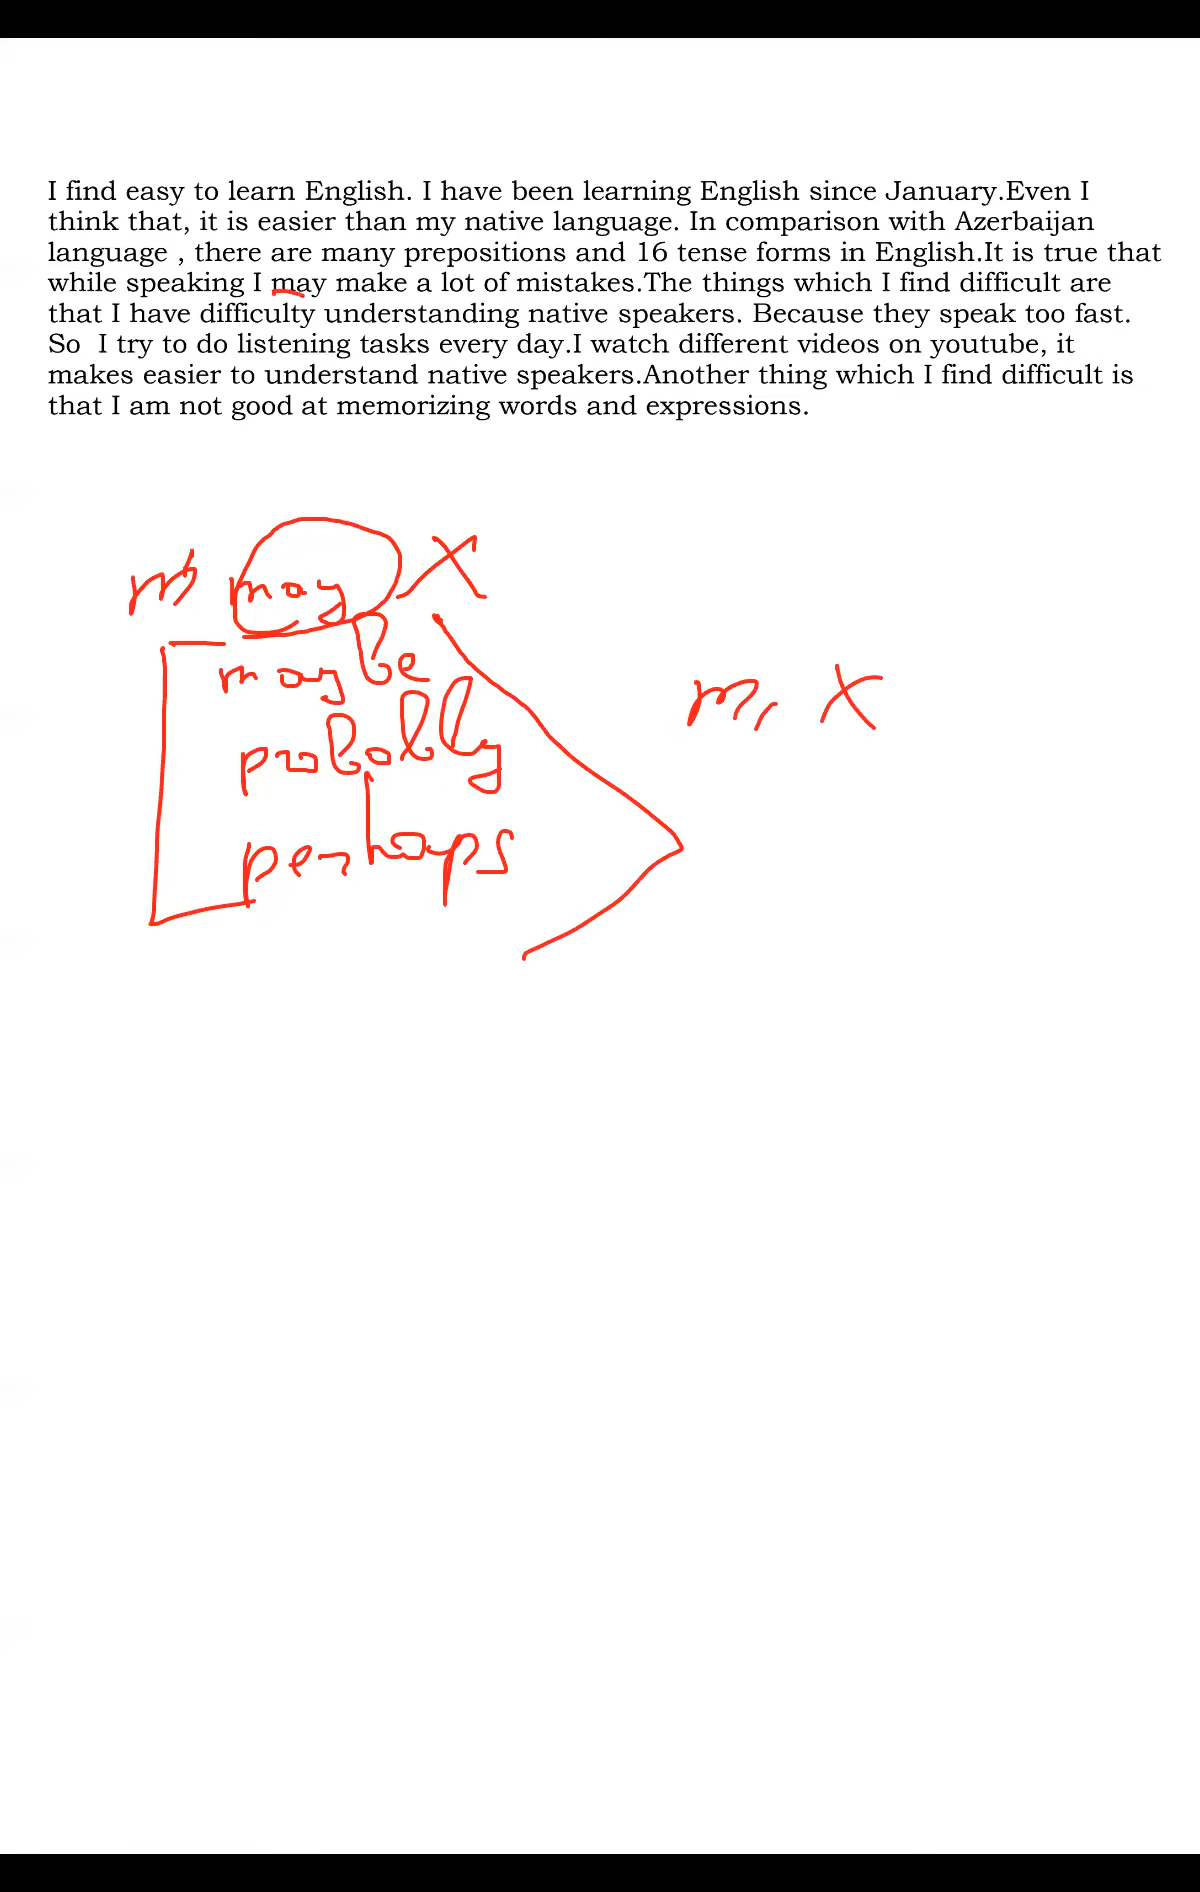 I find easy to learn English. I have been learning English since January.Even I
think that, it is easier than my native language. In comparison with Azerbaijan
language , there are many prepositions and 16 tense forms in English.It is true that
while speaking I may make a lot of mistakes.The things which I find difficult are
that I have difficulty understanding native speakers. Because they speak too fast.
So  I try to do listening tasks every day.I watch different videos on youtube, it
makes easier to understand native speakers.Another thing which I find difficult is
that I am not good at memorizing words and expressions.
may X
maybe
probally
perhaps
X